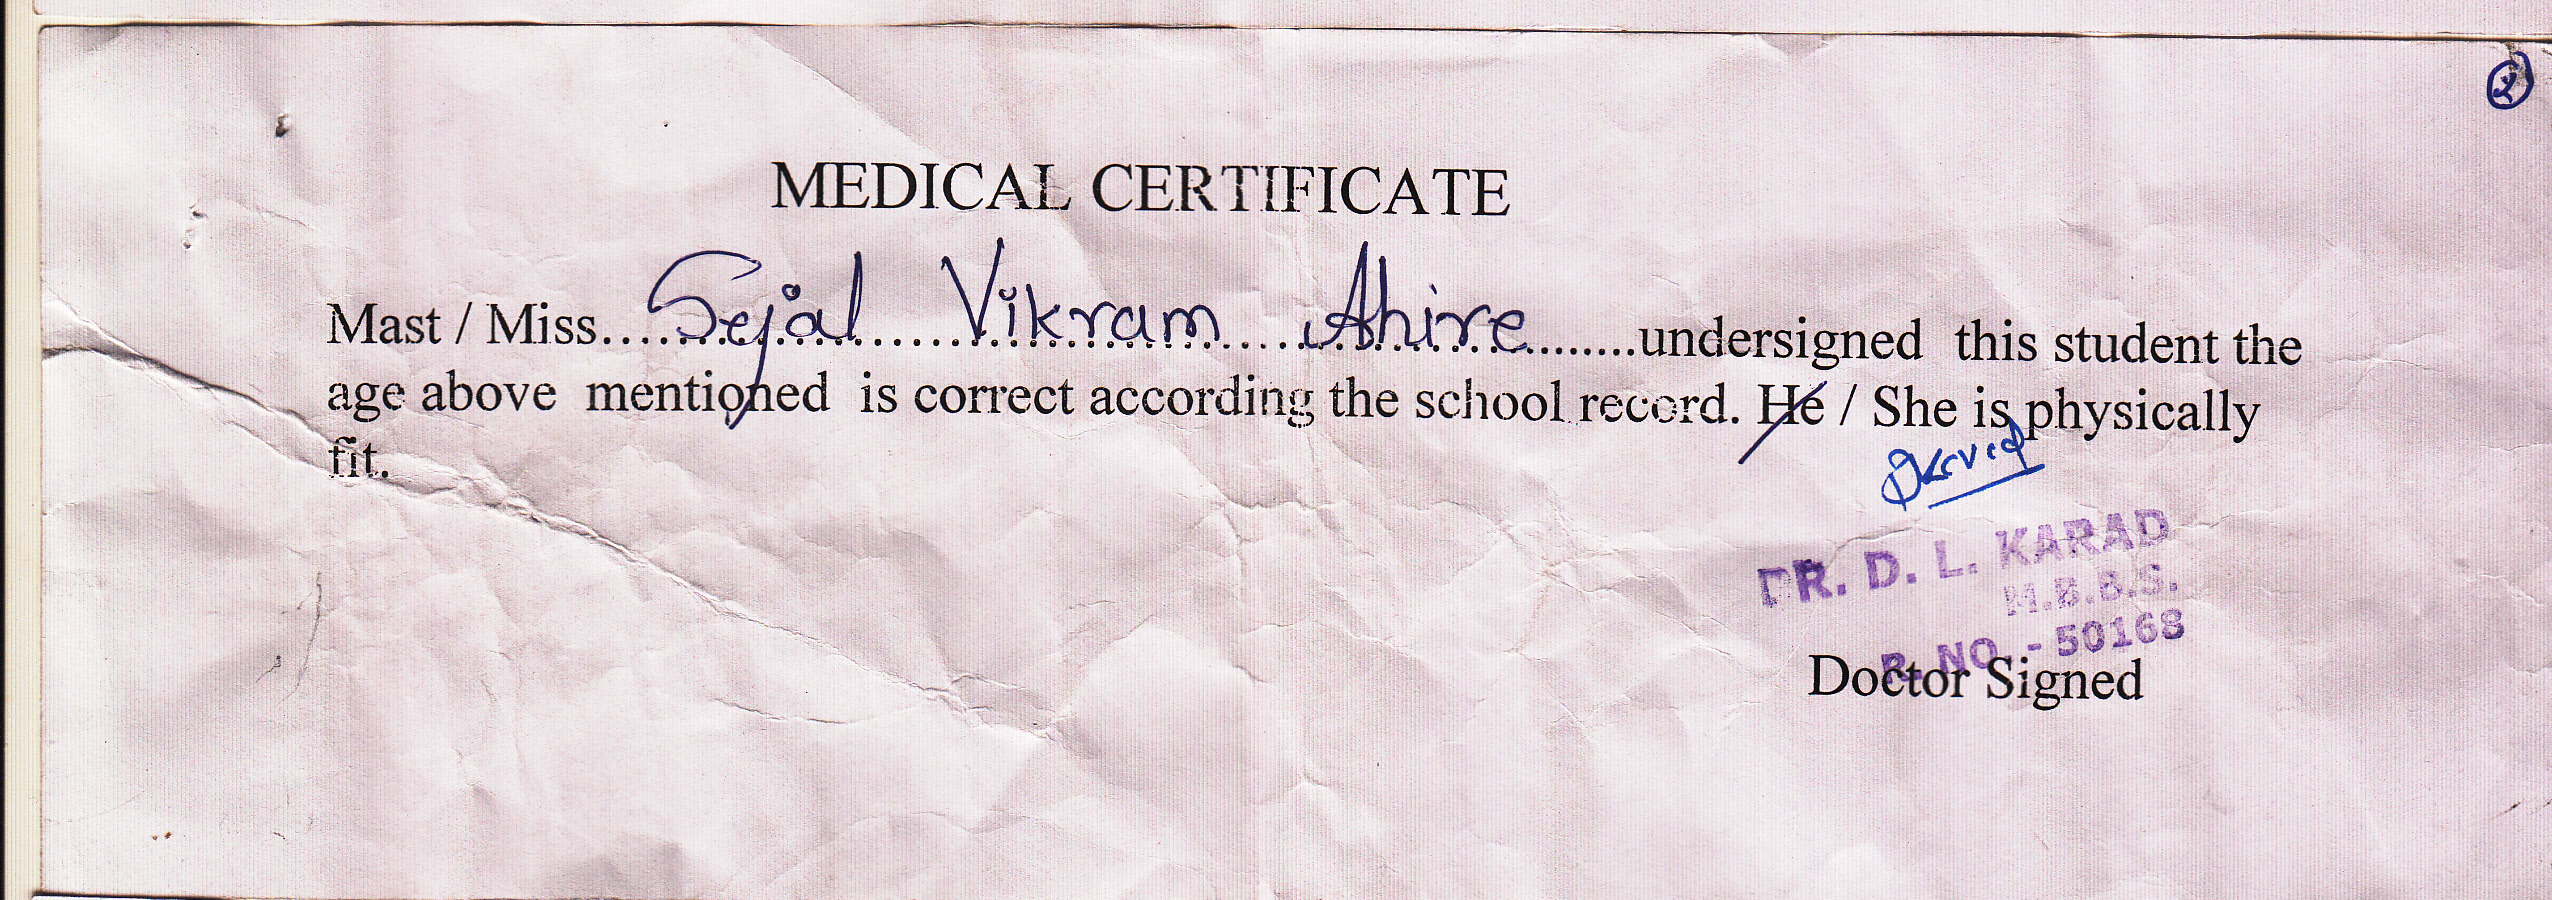 २
MEDICAL CERTIFICATE
Mast / Miss....Sejal Vikram Ahire........undersigned this student the
age above mentioned is correct according the school record. He / She is physically
fit.
DR. D. L. KARAD
M.B.B.S.
R. NO. - 50168
Doctor Signed